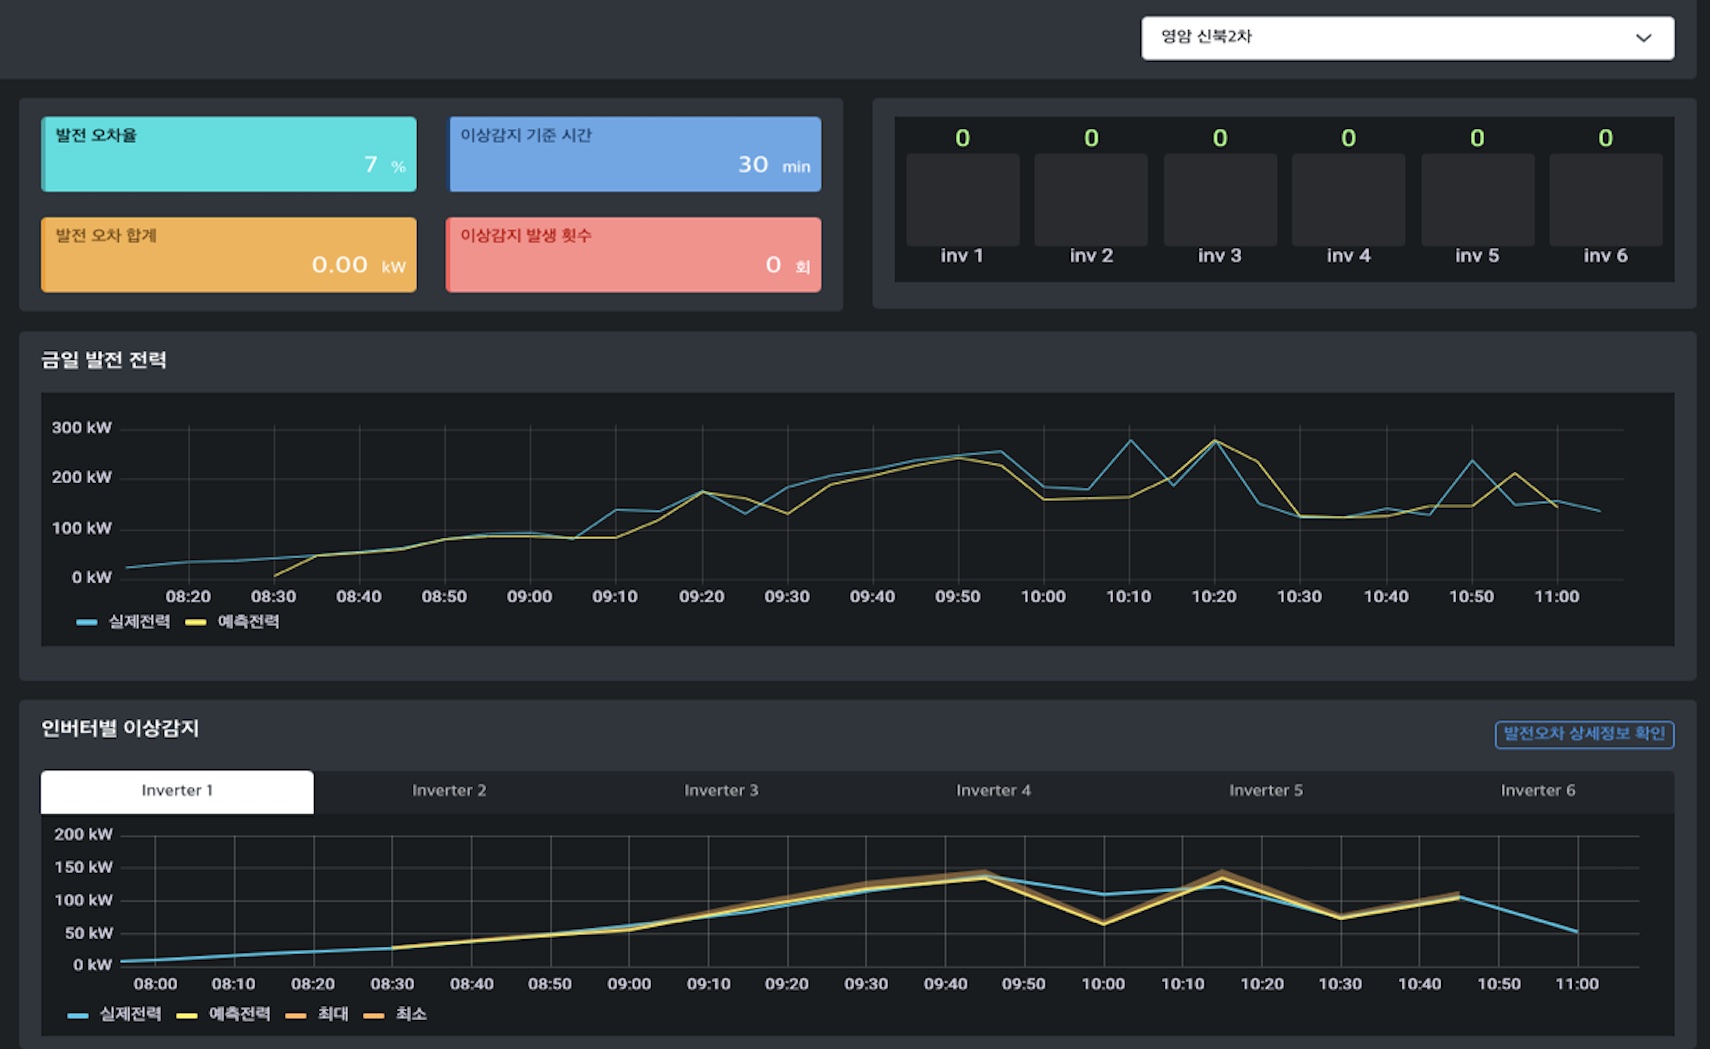 영암 신북2차
발전 오차율
7 %
이상감지 기준 시간
30 min
발전 오차 합계
0.00 kW
이상감지 발생 횟수
0 회
0 0 0 0 0 0
inv 1 inv 2 inv 3 inv 4 inv 5 inv 6
금일 발전 전력
300 kW
200 kW
100 kW
0 kW
08:20 08:30 08:40 08:50 09:00 09:10 09:20 09:30 09:40 09:50 10:00 10:10 10:20 10:30 10:40 10:50 11:00
실제전력 예측전력
인버터별 이상감지
발전오차 상세정보 확인
Inverter 1 Inverter 2 Inverter 3 Inverter 4 Inverter 5 Inverter 6
200 kW
150 kW
100 kW
50 kW
0 kW
08:00 08:10 08:20 08:30 08:40 08:50 09:00 09:10 09:20 09:30 09:40 09:50 10:00 10:10 10:20 10:30 10:40 10:50 11:00
실제전력 예측전력 최대 최소